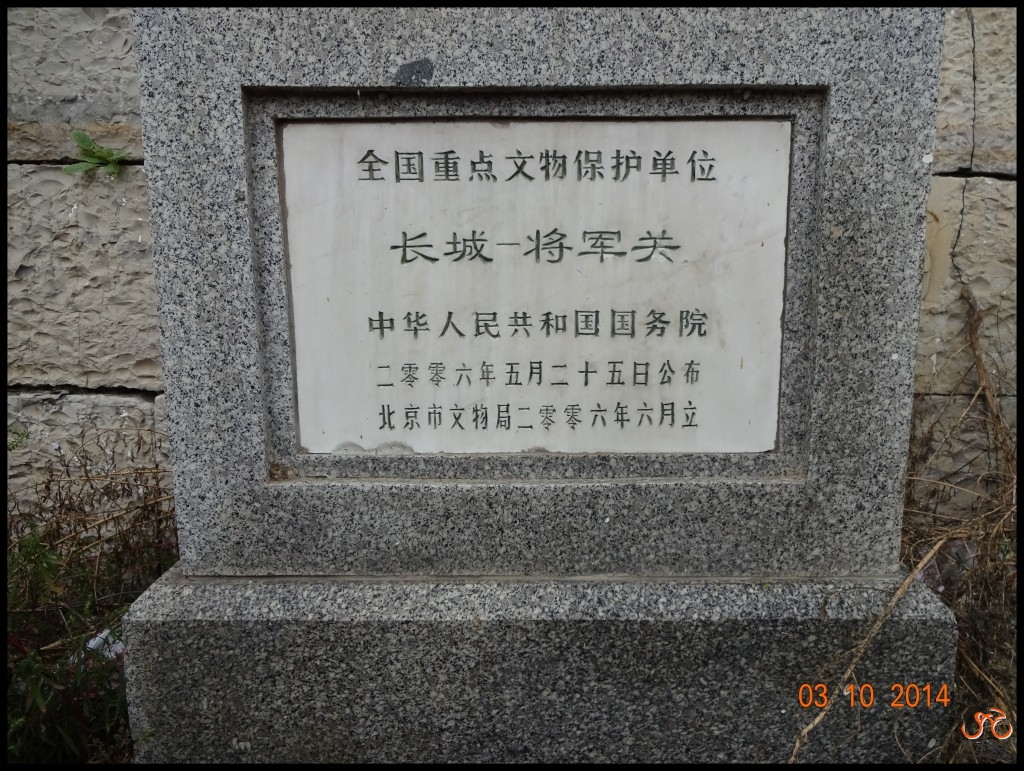 全国重点文物保护单位
长城-将军关
中华人民共和国国务院
二零零六年五月二十五日公布
北京市文物局二零零六年六月立
03 10 2014